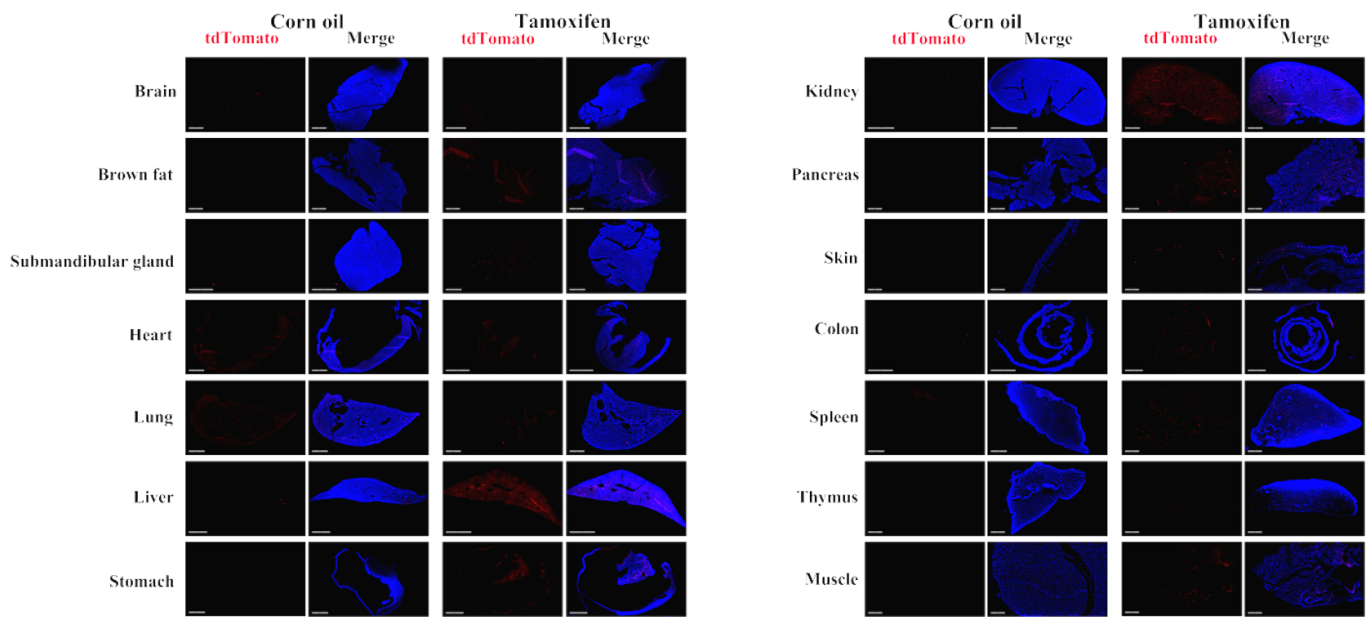 Corn oil Tamoxifen
tdTomato Merge tdTomato Merge
Brain
Brown fat
Submandibular gland
Heart
Lung
Liver
Stomach
Corn oil Tamoxifen
tdTomato Merge tdTomato Merge
Kidney
Pancreas
Skin
Colon
Spleen
Thymus
Muscle